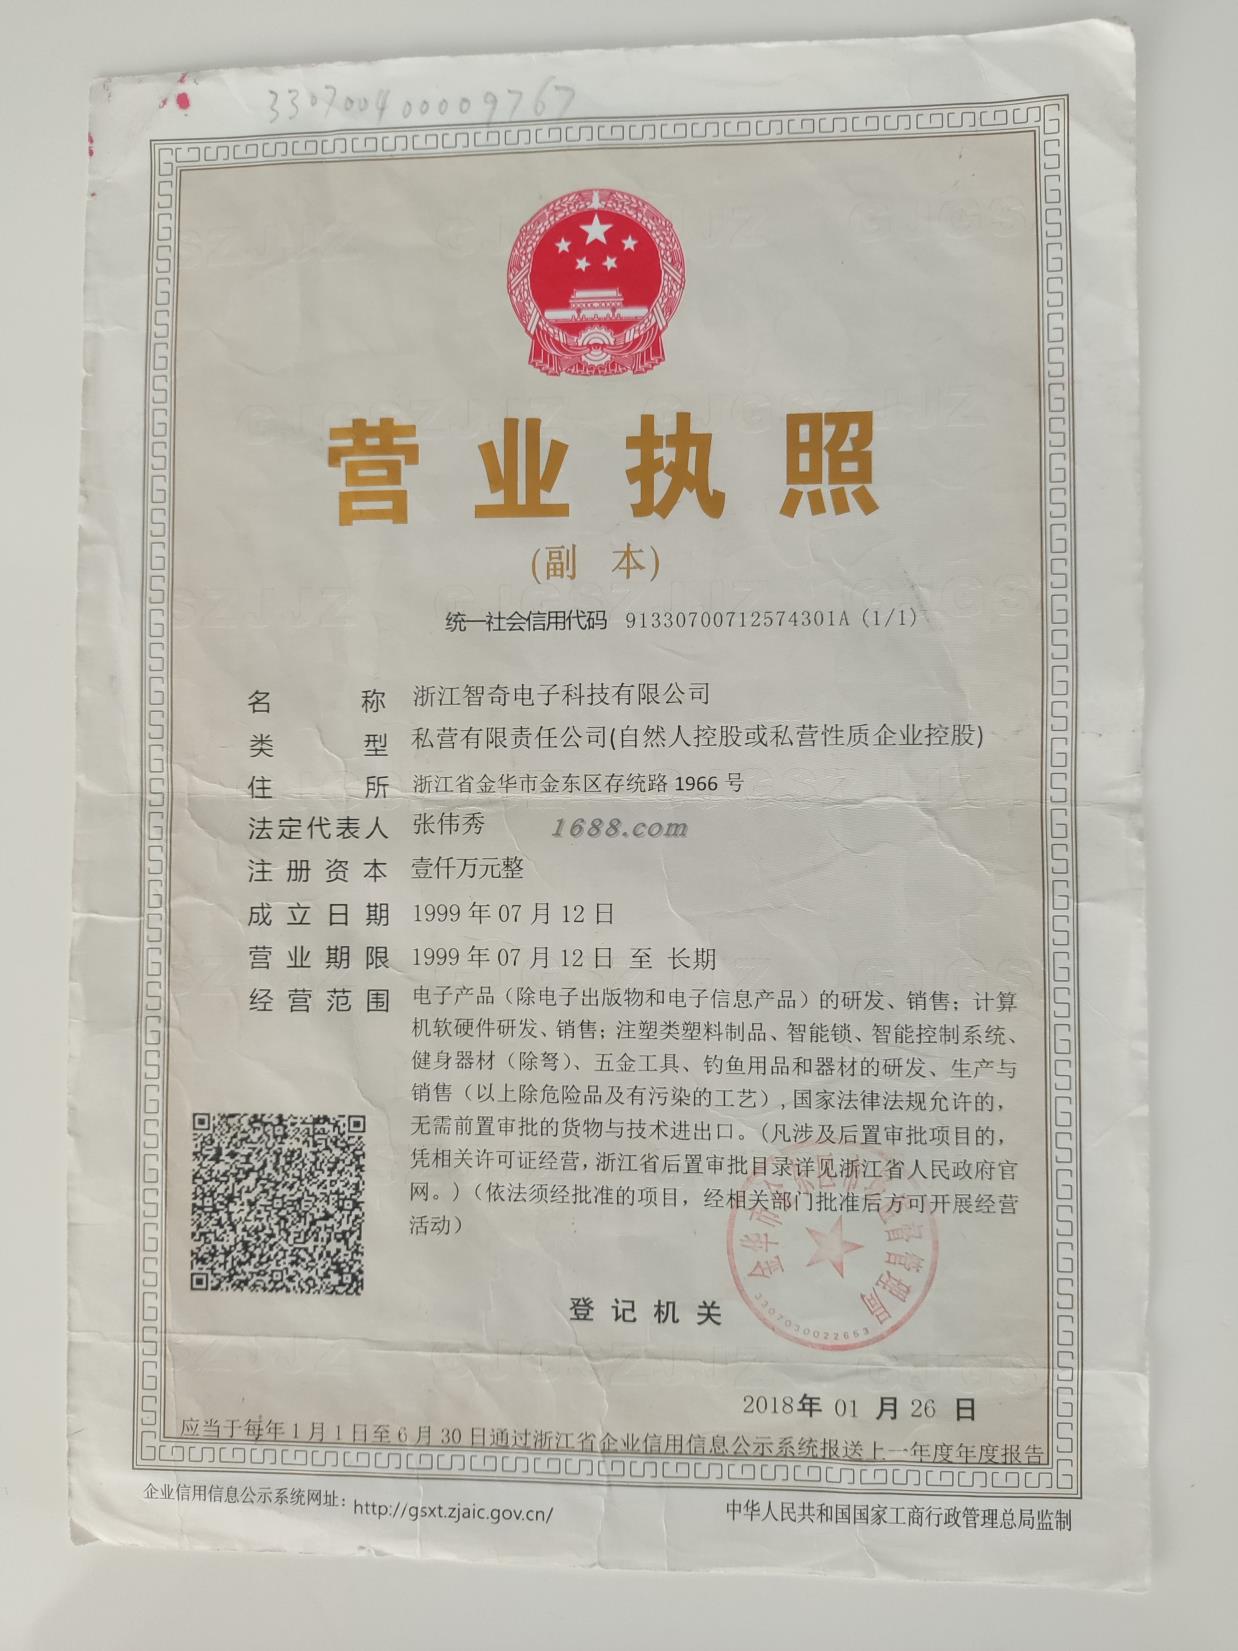 330700400009767
营业执照
(副 本)
统一社会信用代码 91330700712574301A (1/1)
名 称 浙江智奇电子科技有限公司
类 型 私营有限责任公司(自然人控股或私营性质企业控股)
住 所 浙江省金华市金东区存统路 1966 号
法定代表人 张伟秀
1688.com
注册资本 壹仟万元整
成立日期 1999 年 07 月 12 日
营业期限 1999 年 07 月 12 日 至 长期
经营范围 电子产品（除电子出版物和电子信息产品）的研发、销售；计算
机软硬件研发、销售；注塑类塑料制品、智能锁、智能控制系统、
健身器材（除弩）、五金工具、钓鱼用品和器材的研发、生产与
销售（以上除危险品及有污染的工艺）,国家法律法规允许的，
无需前置审批的货物与技术进出口。（凡涉及后置审批项目的，
凭相关许可证经营，浙江省后置审批目录详见浙江省人民政府官
网。）（依法须经批准的项目，经相关部门批准后方可开展经营
活动）
登记机关
3307030022653
2018年 01 月 26 日
应当于每年 1 月 1 日至 6 月 30 日通过浙江省企业信用信息公示系统报送上一年度年度报告
企业信用信息公示系统网址： http://gsxt.zjaic.gov.cn/
中华人民共和国国家工商行政管理总局监制